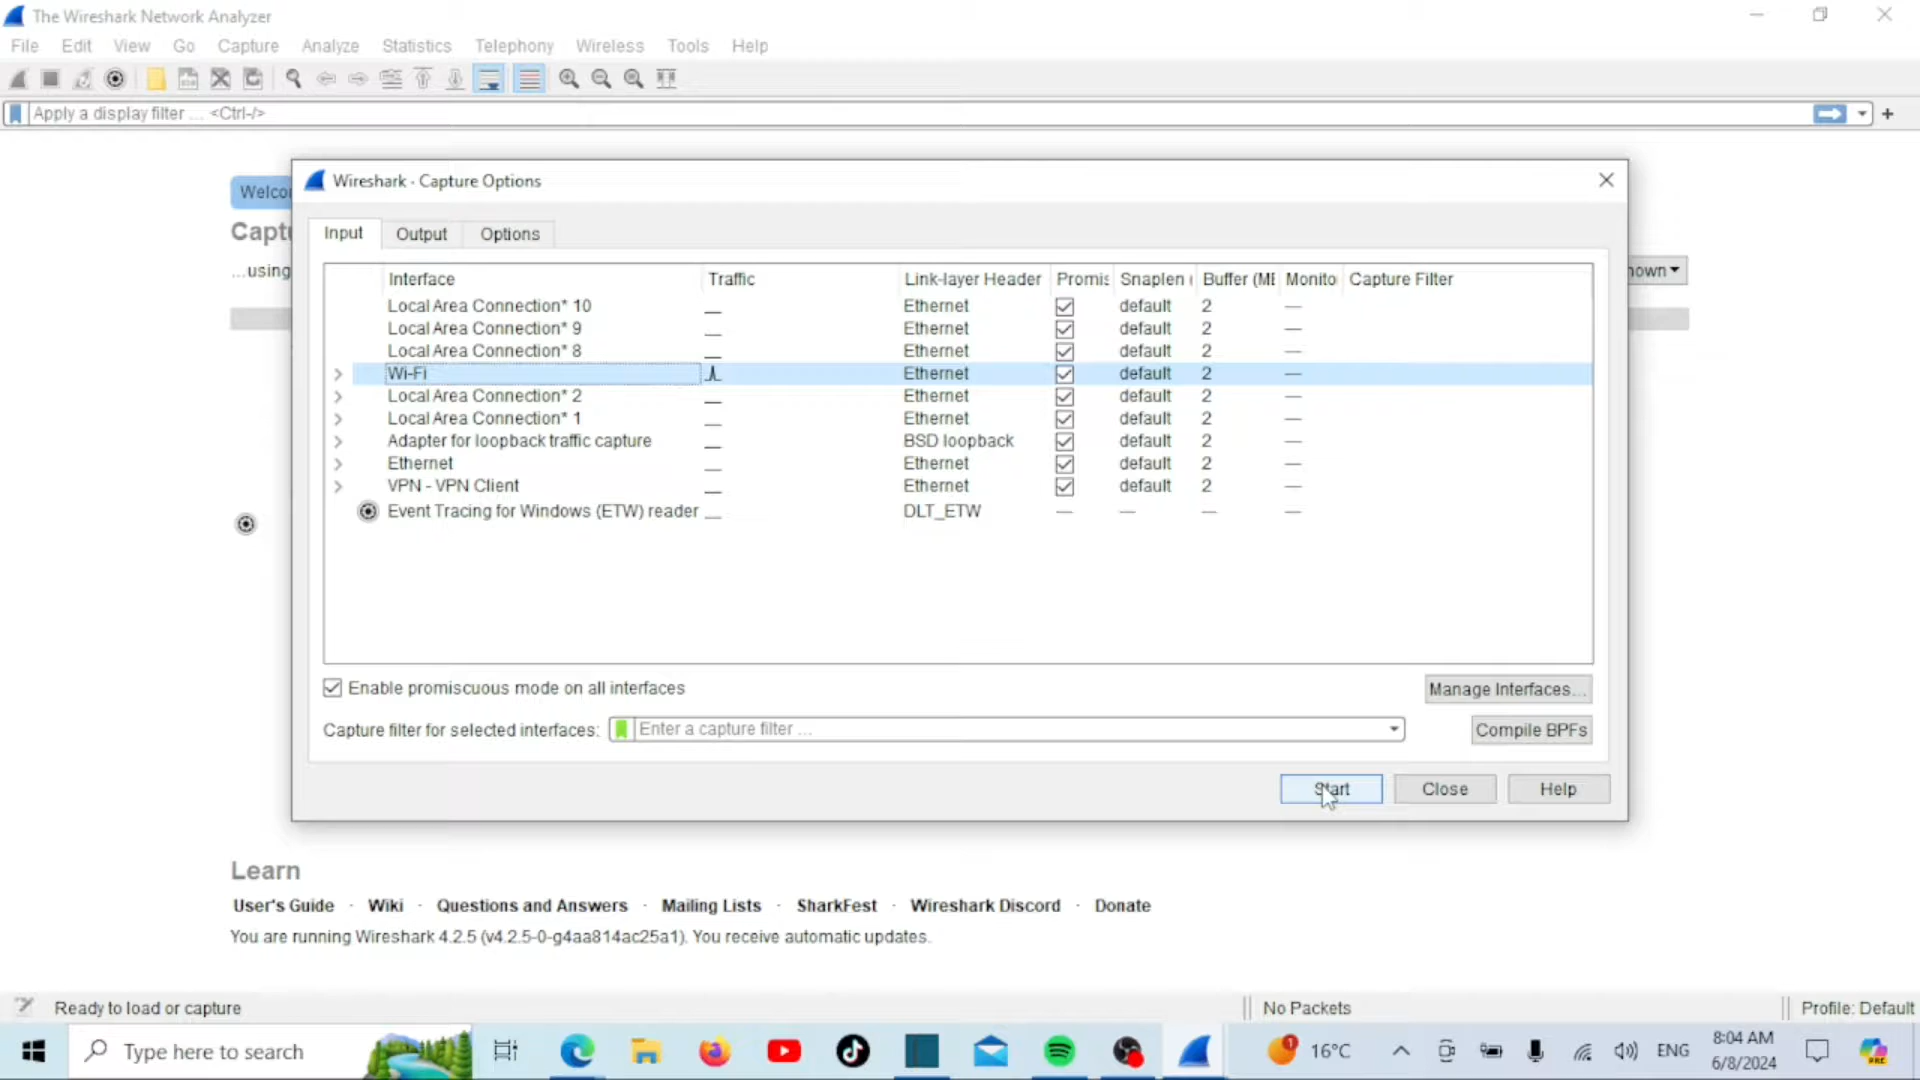 The Wireshark Network Analyzer
File Edit View Go Capture Analyze Statistics Telephony Wireless Tools Help
Apply a display filter ... <Ctrl-/>
Wireshark · Capture Options
Input Output Options
Interface Traffic Link-layer Header Promis Snaplen ( Buffer (ME Monito Capture Filter
Local Area Connection* 10 Ethernet default 2 —
Local Area Connection* 9 Ethernet default 2 —
Local Area Connection* 8 Ethernet default 2 —
Wi-Fi Ethernet default 2 —
Local Area Connection* 2 Ethernet default 2 —
Local Area Connection* 1 Ethernet default 2 —
Adapter for loopback traffic capture BSD loopback default 2 —
Ethernet Ethernet default 2 —
VPN - VPN Client Ethernet default 2 —
Event Tracing for Windows (ETW) reader DLT_ETW — — — —
Enable promiscuous mode on all interfaces
Manage Interfaces...
Capture filter for selected interfaces: Enter a capture filter ...
Compile BPFs
Start Close Help
Welco
Captu
...using
nown
Learn
User's Guide · Wiki · Questions and Answers · Mailing Lists · SharkFest · Wireshark Discord · Donate
You are running Wireshark 4.2.5 (v4.2.5-0-g4aa814ac25a1). You receive automatic updates.
Ready to load or capture No Packets Profile: Default
Type here to search
1 16°C ENG
8:04 AM
6/8/2024
PRE